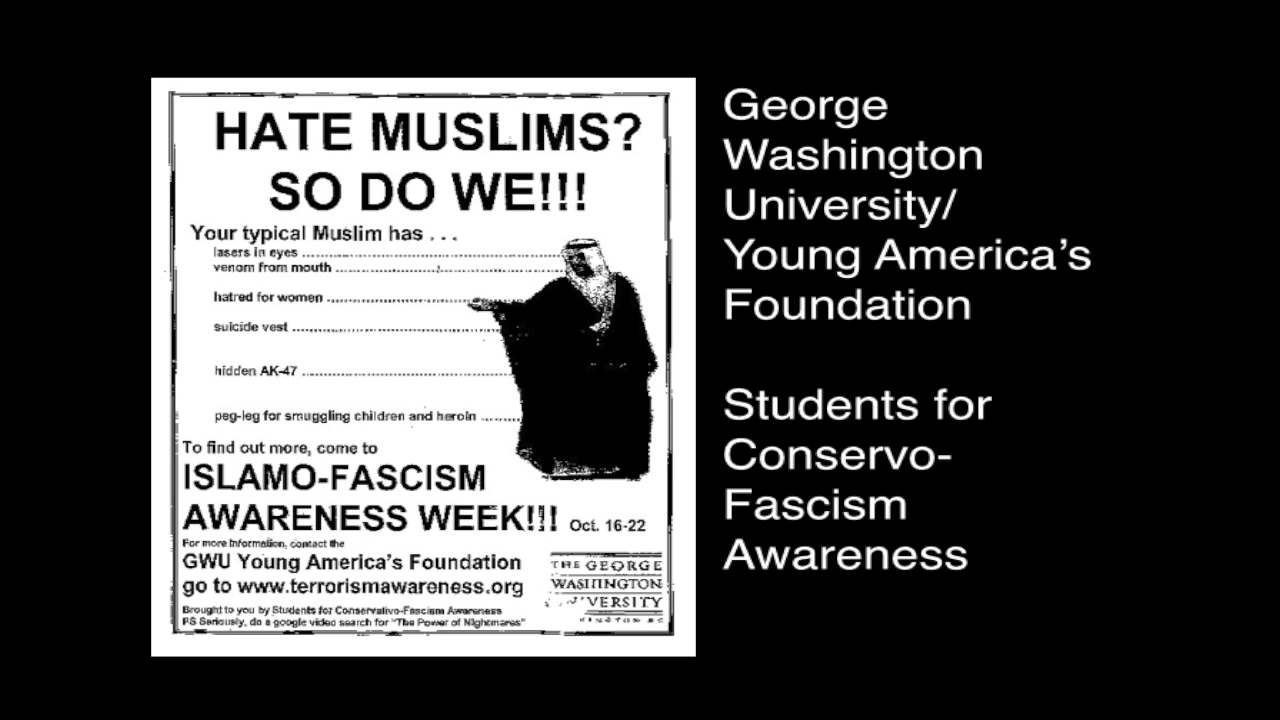 HATE MUSLIMS?
SO DO WE!!!
Your typical Muslim has . . .
lasers in eyes
venom from mouth
hatred for women
suicide vest
hidden AK-47
peg-leg for smuggling children and heroin
To find out more, come to
ISLAMO-FASCISM
AWARENESS WEEK!!! Oct. 16-22
For more information, contact the
GWU Young America's Foundation
go to www.terrorismawareness.org
Brought to you by Students for Conservativo-Fascism Awareness
PS Seriously, do a google video search for "The Power of Nightmares"
THE GEORGE
WASHINGTON
UNIVERSITY
George
Washington
University/
Young America's
Foundation
Students for
Conservo-
Fascism
Awareness